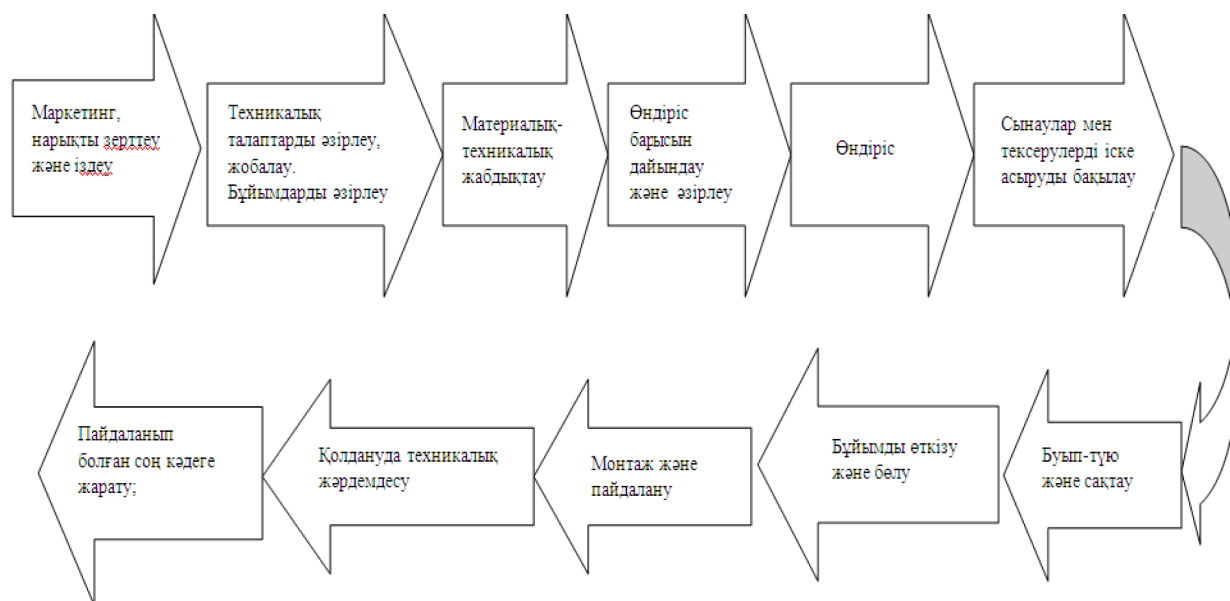 Маркетинг,
нарықты зерттеу
және іздеу
Техникалық
талаптарды әзірлеу,
жобалау.
Бұйымдарды әзірлеу
Материалық-
техникалық
жабдықтау
Өндіріс
барысын
дайындау
және әзірлеу
Өндіріс
Сынаулар мен
тексерулерді іске
асыруды бақылау
Буып-түю
және сақтау
Бұйымды өткізу
және бөлу
Монтаж және
пайдалану
Қолдануда техникалық
жәрдемдесу
Пайдаланып
болған соң кәдеге
жарату;